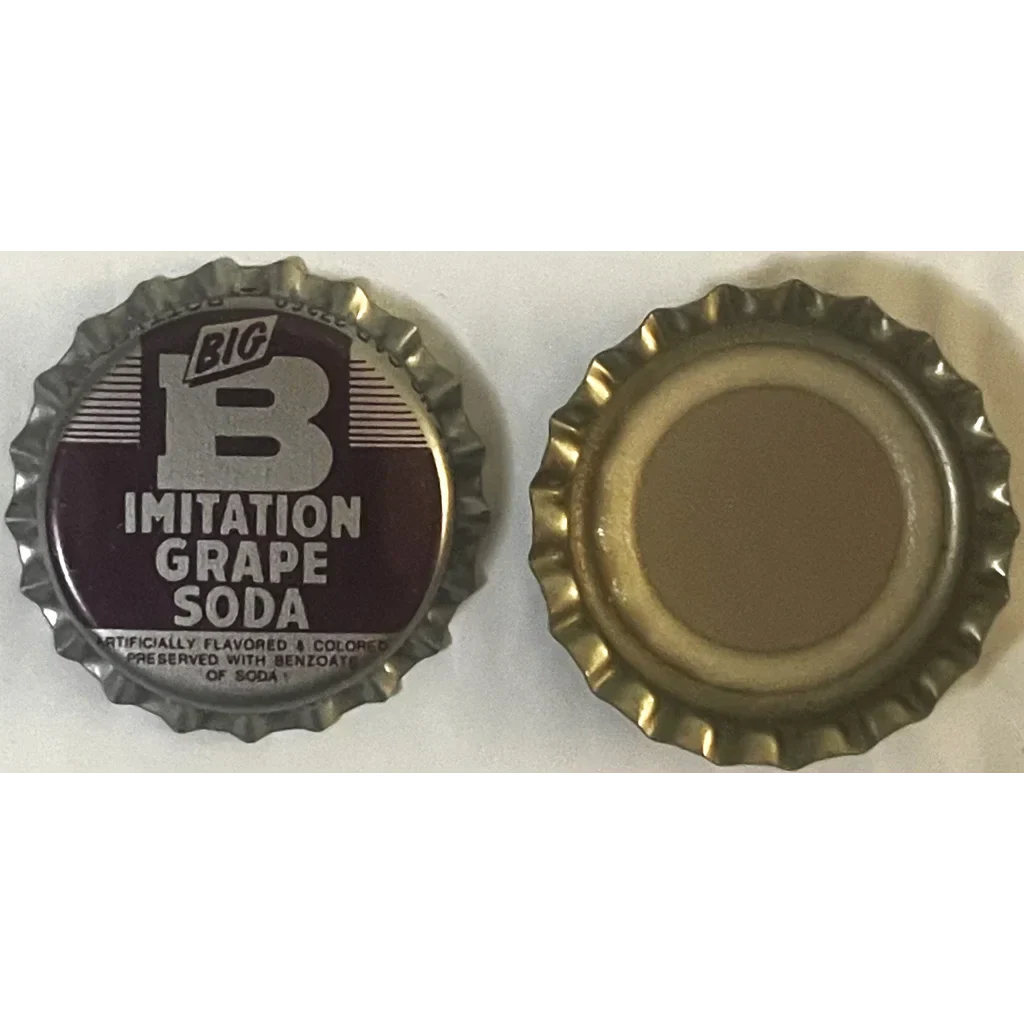 BIG
B
IMITATION
GRAPE
SODA
ARTIFICIALLY FLAVORED & COLORED
PRESERVED WITH BENZOATE
OF SODA